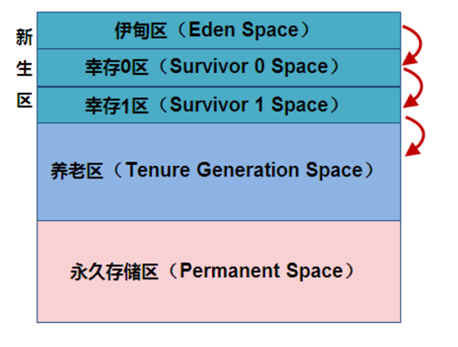 新生区
伊甸区（Eden Space）
幸存0区（Survivor 0 Space）
幸存1区（Survivor 1 Space）
养老区（Tenure Generation Space）
永久存储区（Permanent Space）